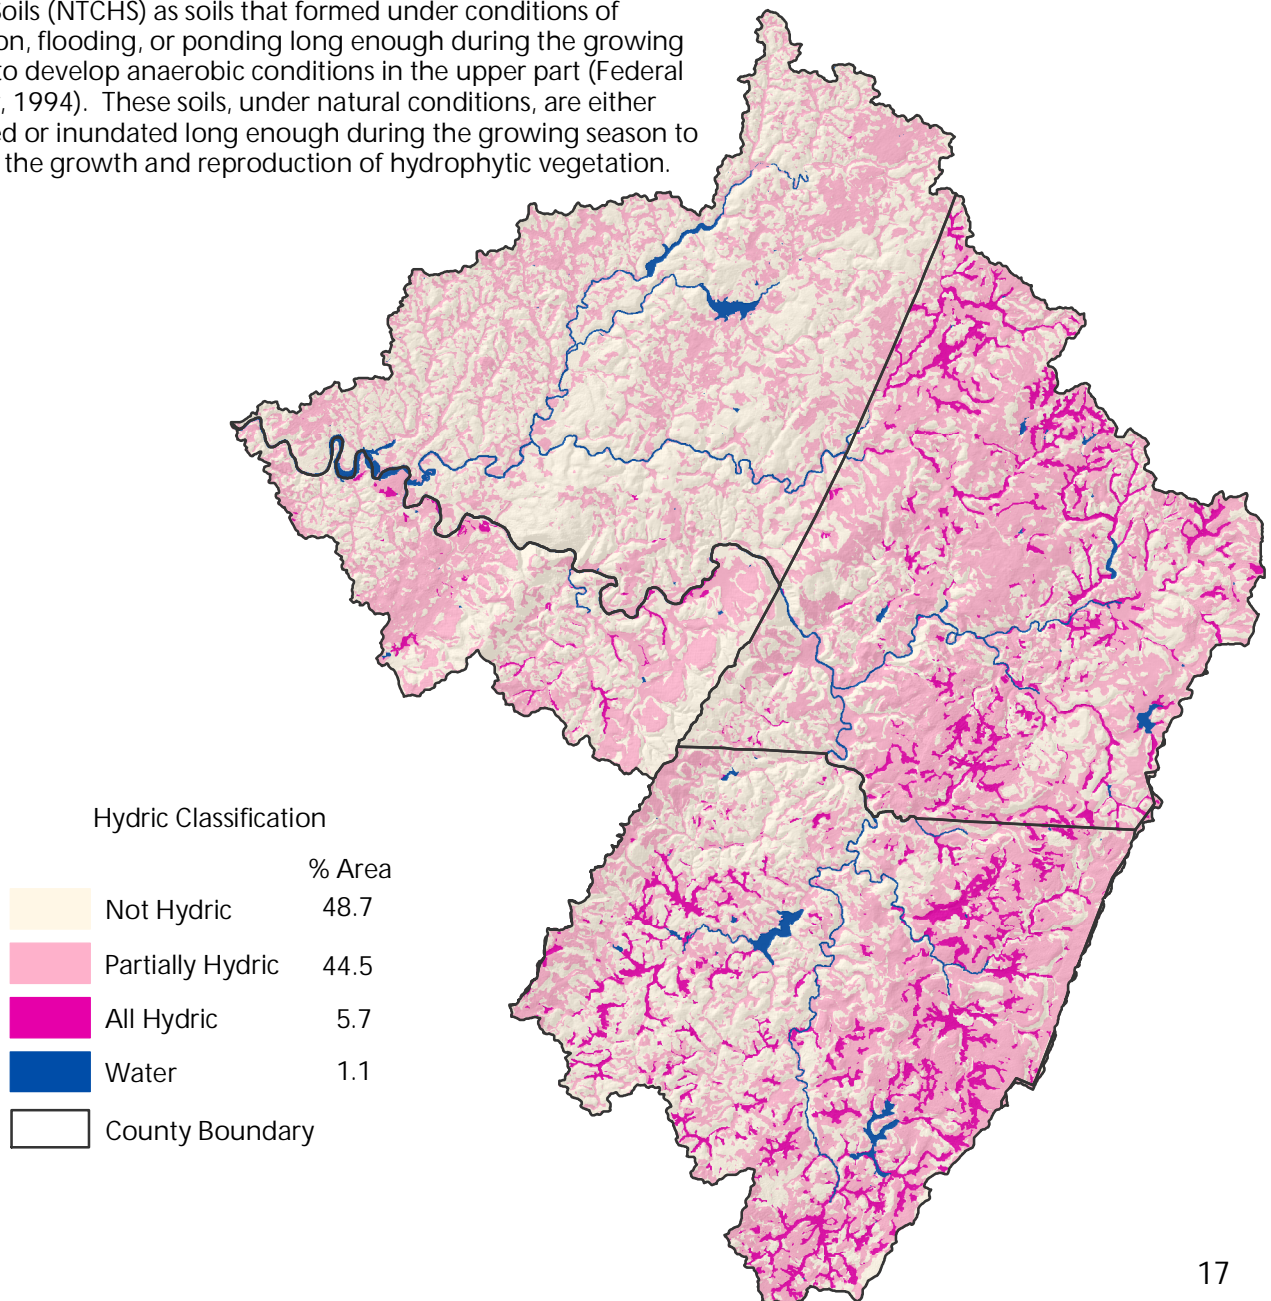 Soils (NTCHS) as soils that formed under conditions of
on, flooding, or ponding long enough during the growing
to develop anaerobic conditions in the upper part (Federal
, 1994). These soils, under natural conditions, are either
ed or inundated long enough during the growing season to
the growth and reproduction of hydrophytic vegetation.
Hydric Classification
% Area
Not Hydric 48.7
Partially Hydric 44.5
All Hydric 5.7
Water 1.1
County Boundary
17